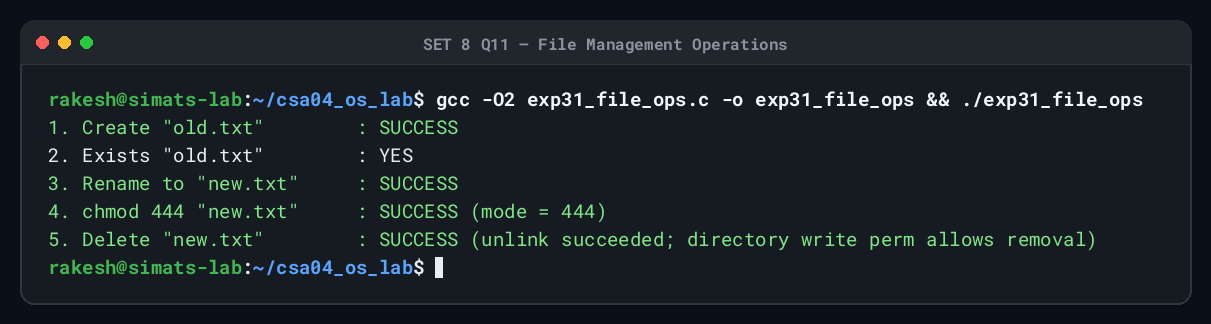 SET 8 Q11 — File Management Operations
rakesh@simats-lab:~/csa04_os_lab$ gcc -O2 exp31_file_ops.c -o exp31_file_ops && ./exp31_file_ops
1. Create "old.txt"        : SUCCESS
2. Exists "old.txt"        : YES
3. Rename to "new.txt"     : SUCCESS
4. chmod 444 "new.txt"     : SUCCESS (mode = 444)
5. Delete "new.txt"        : SUCCESS (unlink succeeded; directory write perm allows removal)
rakesh@simats-lab:~/csa04_os_lab$